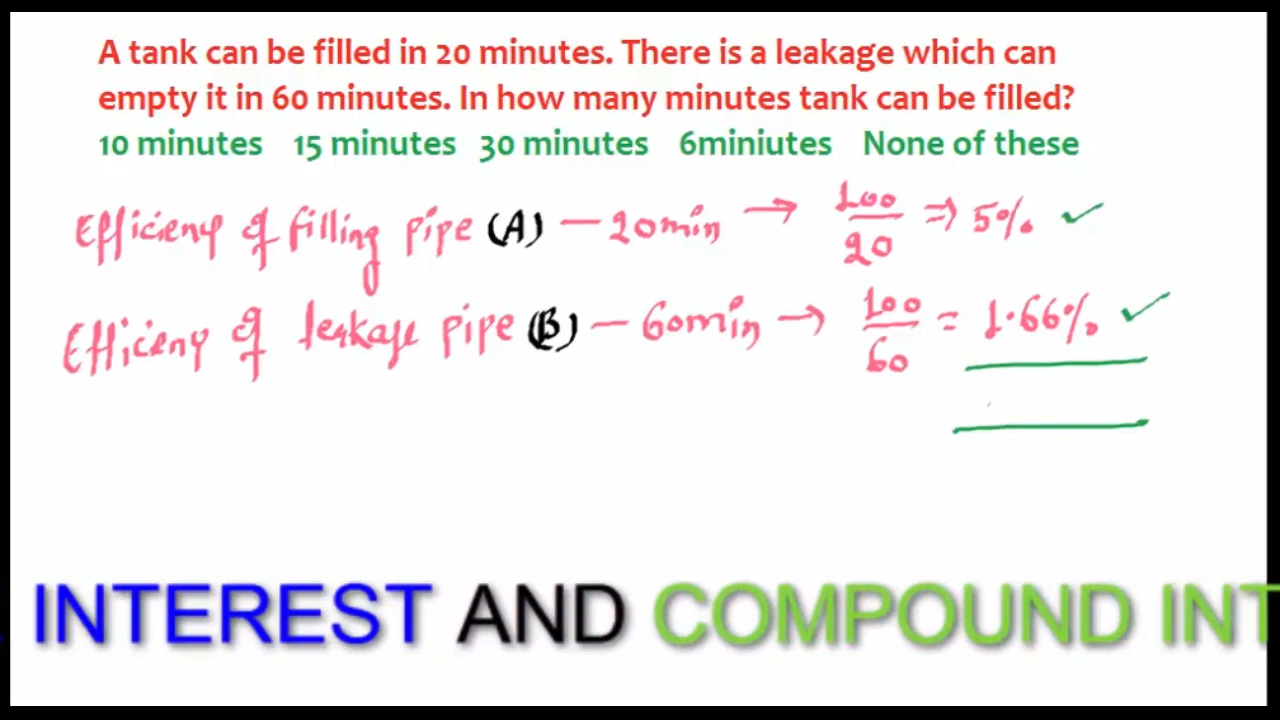 A tank can be filled in 20 minutes. There is a leakage which can
empty it in 60 minutes. In how many minutes tank can be filled?
10 minutes 15 minutes 30 minutes 6miniutes None of these
Efficieny of filling pipe (A) — 20min → 100/20 ⇒ 5% ✓
Efficieny of leakage pipe (B) — 60min → 100/60 = 1.66% ✓
INTEREST AND COMPOUND INT